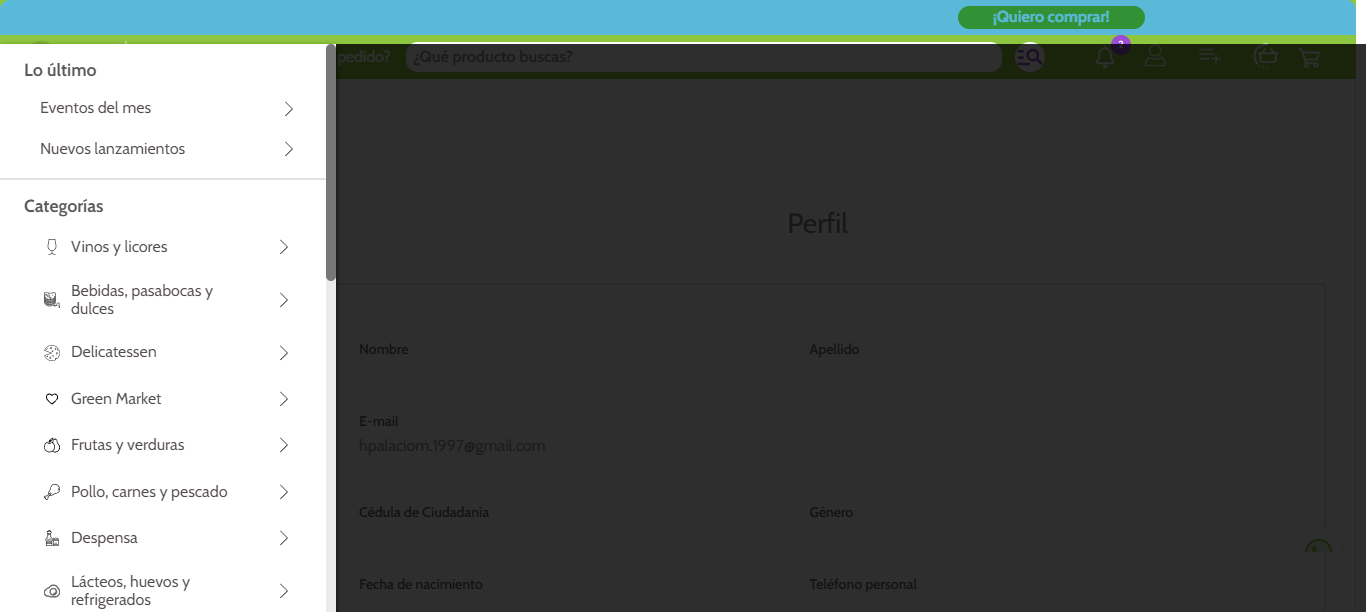 ¡Quiero comprar!
pedido?
¿Qué producto buscas?
2
Lo último
Eventos del mes
Nuevos lanzamientos
Categorías
Vinos y licores
Bebidas, pasabocas y
dulces
Delicatessen
Green Market
Frutas y verduras
Pollo, carnes y pescado
Despensa
Lácteos, huevos y
refrigerados
Perfil
Nombre
Apellido
E-mail
hpalaciom.1997@gmail.com
Cédula de Ciudadanía
Género
Fecha de nacimiento
Teléfono personal